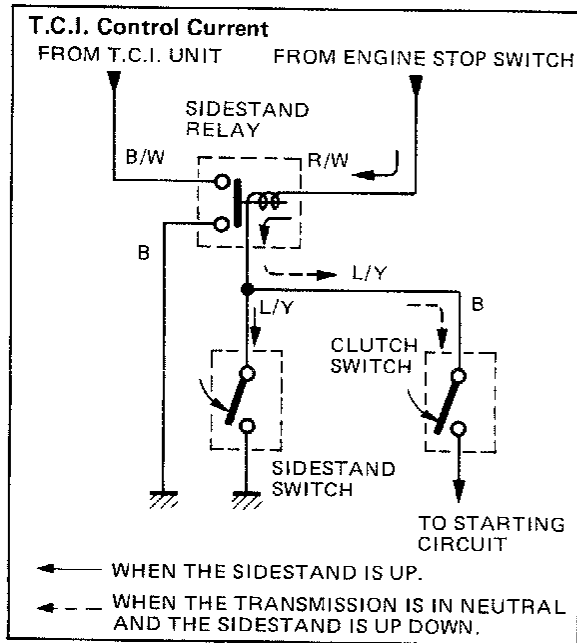 T.C.I. Control Current
FROM T.C.I. UNIT
FROM ENGINE STOP SWITCH
SIDESTAND
RELAY
B/W
R/W
B
L/Y
L/Y
B
CLUTCH
SWITCH
SIDESTAND
SWITCH
TO STARTING
CIRCUIT
WHEN THE SIDESTAND IS UP.
WHEN THE TRANSMISSION IS IN NEUTRAL
AND THE SIDESTAND IS UP DOWN.